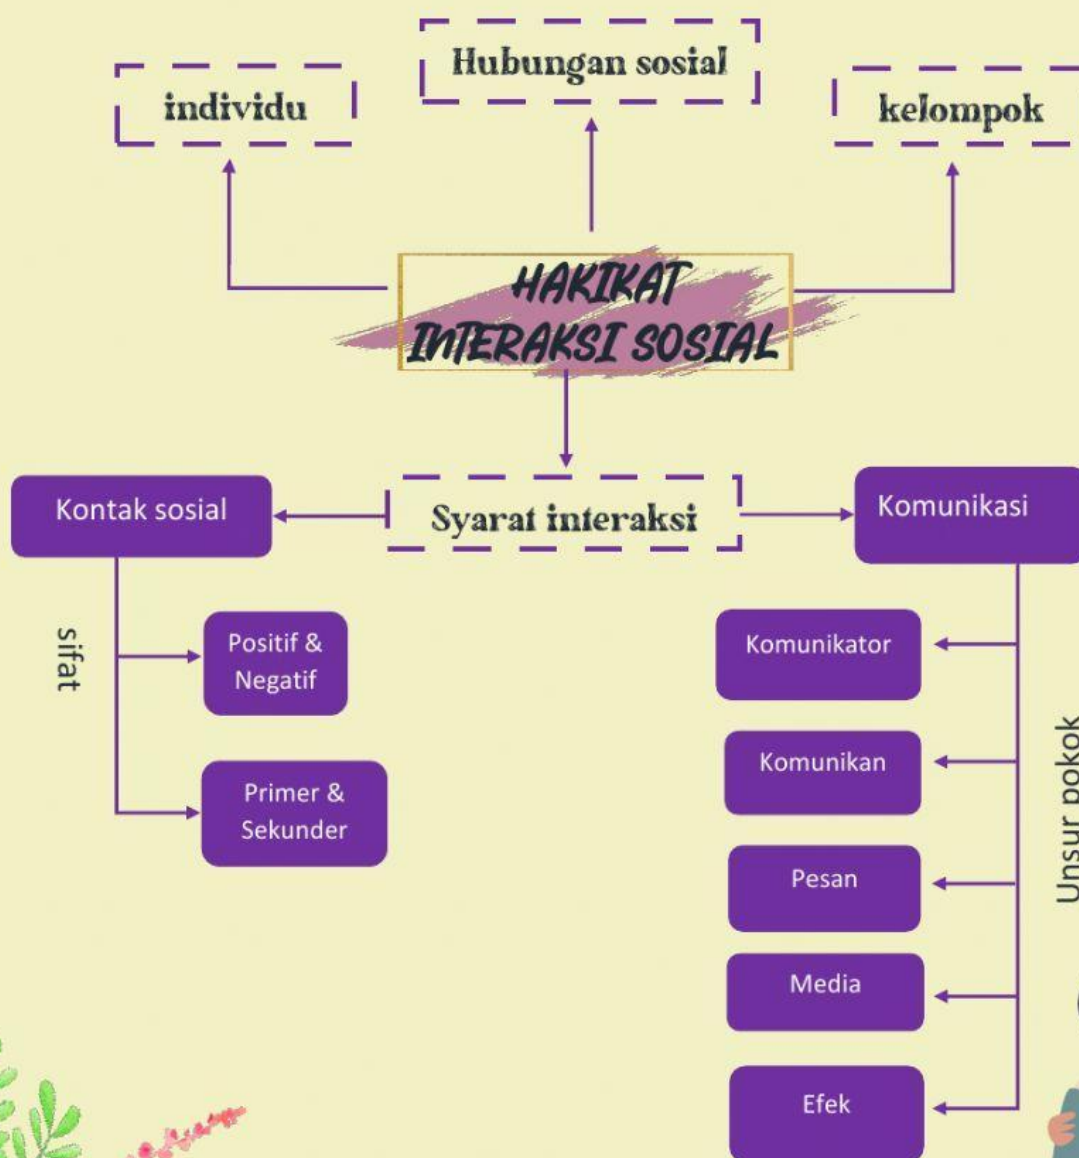 Hubungan sosial
individu
kelompok
HAKIKAT
INTERAKSI SOSIAL
Kontak sosial
Syarat interaksi
Komunikasi
sifat
Positif &
Negatif
Primer &
Sekunder
Komunikator
Komunikan
Pesan
Media
Efek
Unsur pokok